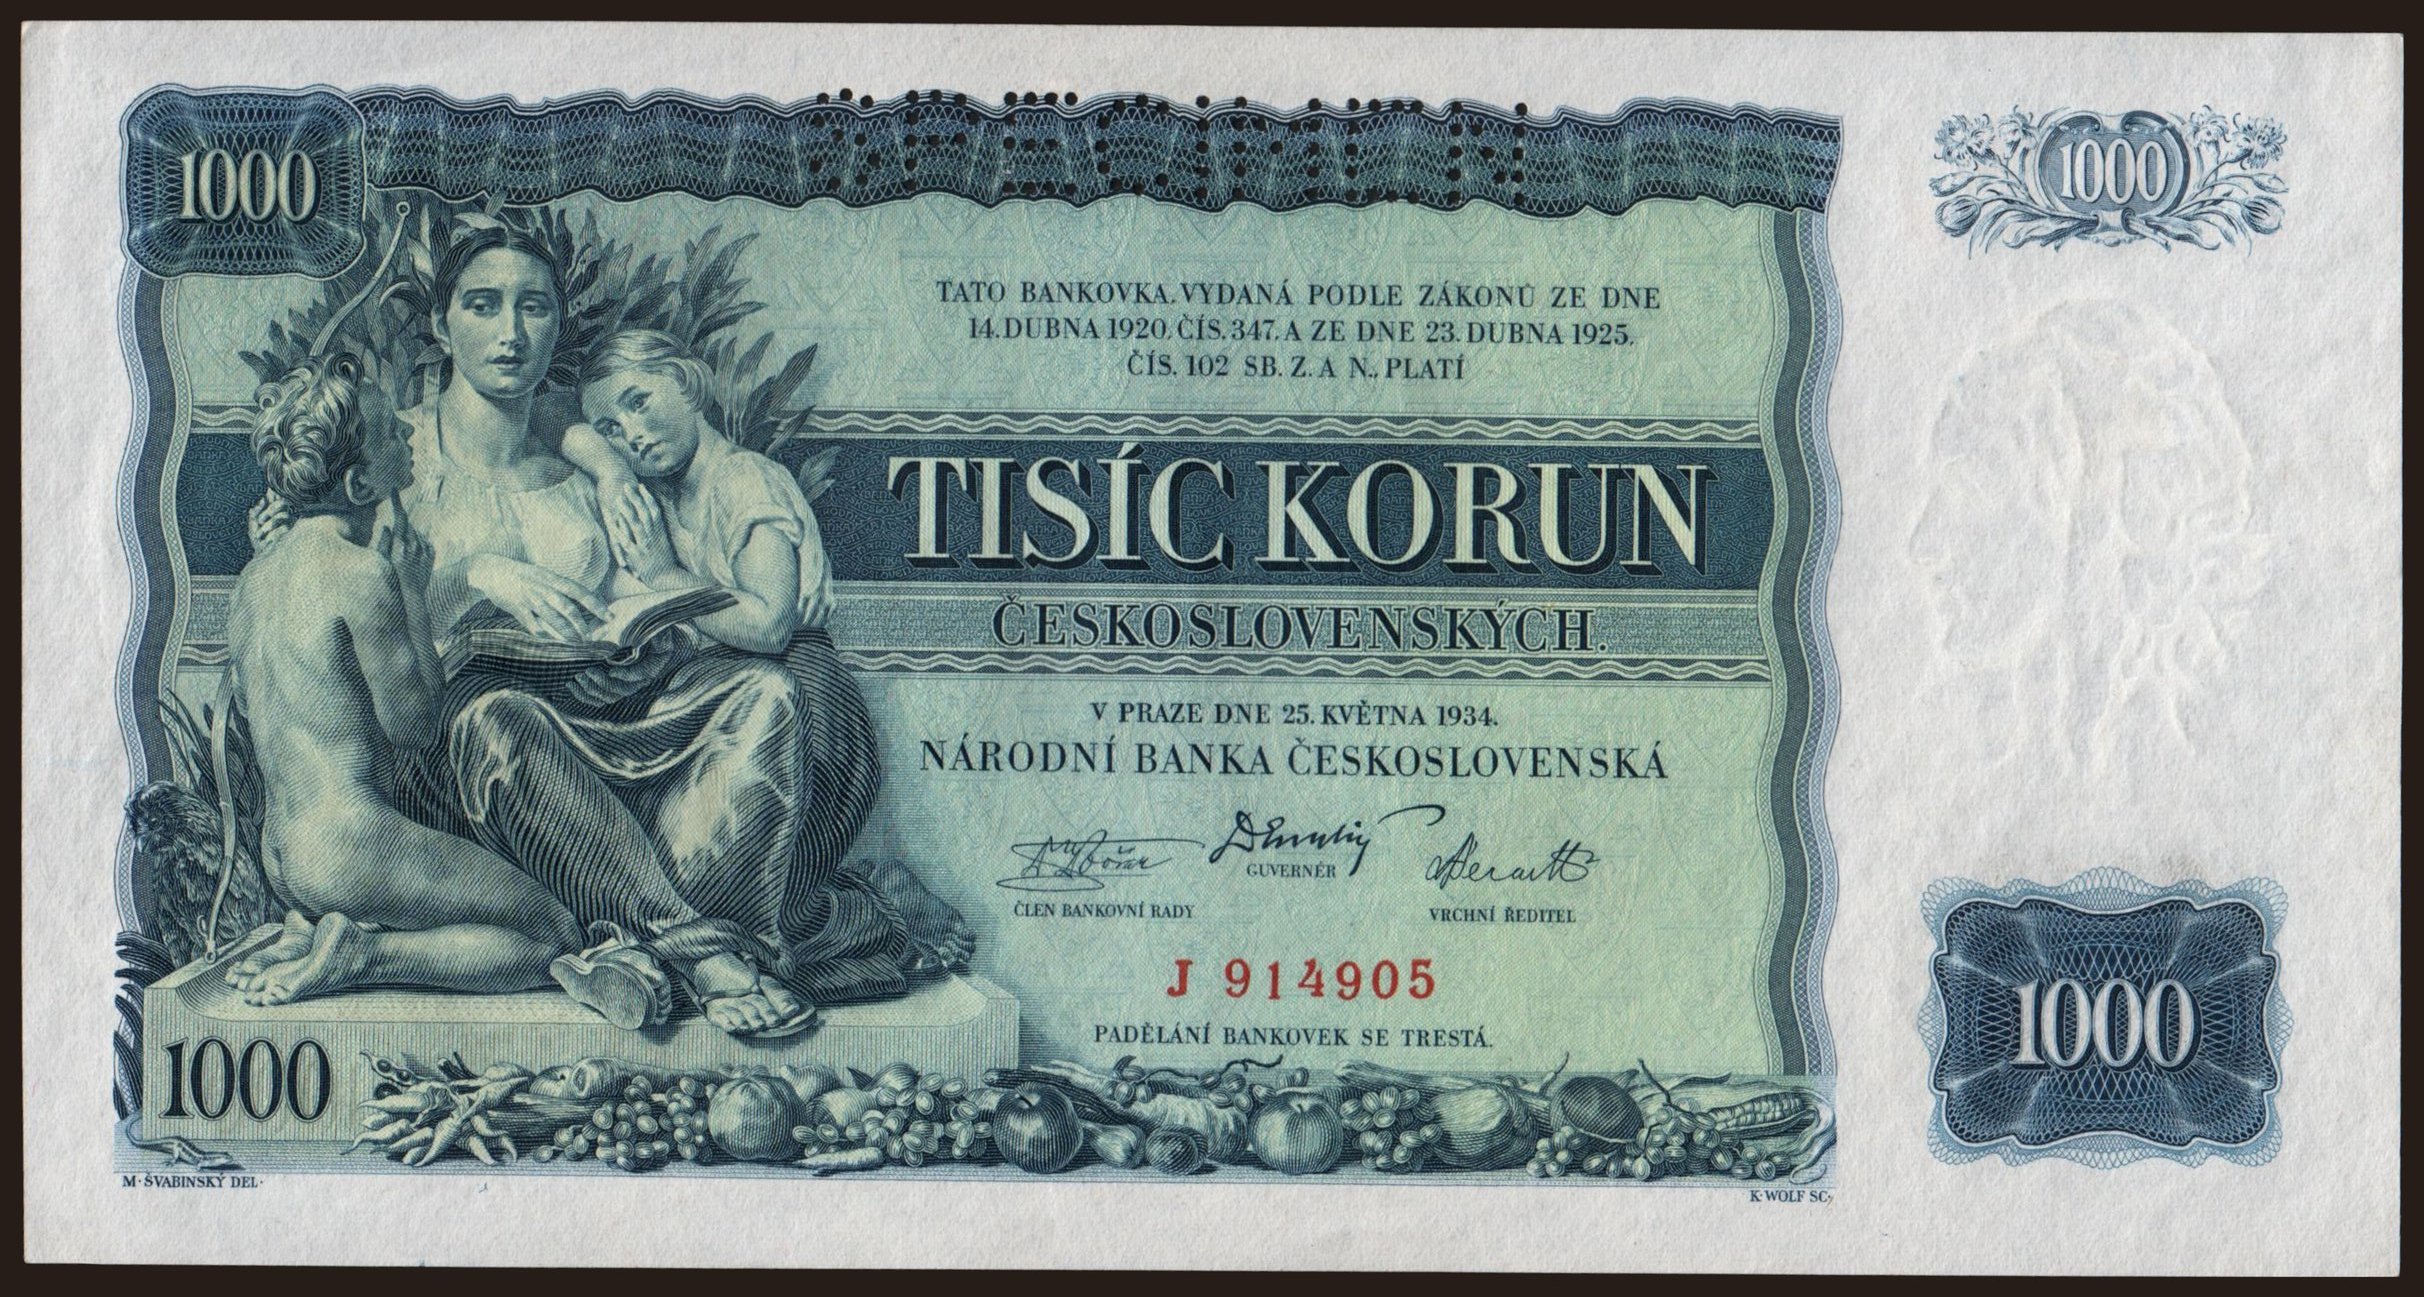 SPECIMEN
1000
1000
TATO BANKOVKA, VYDANÁ PODLE ZÁKONŮ ZE DNE
14. DUBNA 1920, ČÍS. 347, A ZE DNE 23. DUBNA 1925,
ČÍS. 102 SB. Z. A N., PLATÍ
TISÍC KORUN
ČESKOSLOVENSKÝCH.
V PRAZE DNE 25. KVĚTNA 1934.
NÁRODNÍ BANKA ČESKOSLOVENSKÁ
GUVERNÉR
ČLEN BANKOVNÍ RADY
VRCHNÍ ŘEDITEL
J 914905
PADĚLÁNÍ BANKOVEK SE TRESTÁ.
1000
1000
M· ŠVABINSKÝ DEL·
K· WOLF SC·